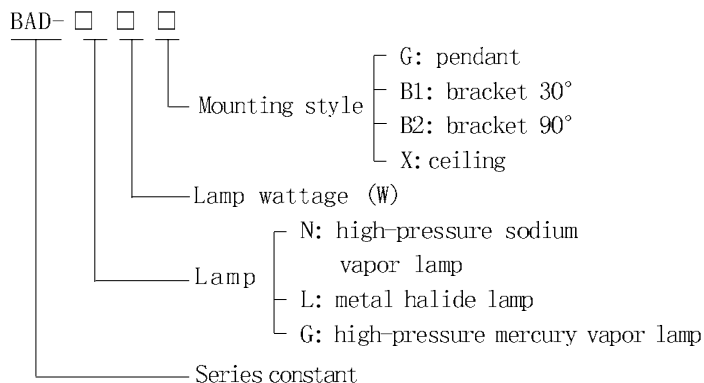 BAD-□ □ □
G: pendant
B1: bracket 30°
Mounting style
B2: bracket 90°
X: ceiling
Lamp wattage (W)
N: high-pressure sodium
vapor lamp
Lamp
L: metal halide lamp
G: high-pressure mercury vapor lamp
Series constant